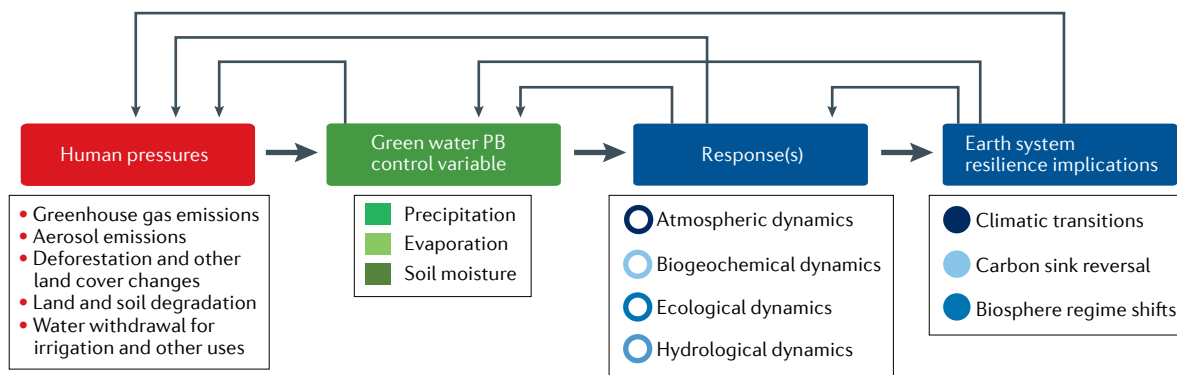 Human pressures
Green water PB
control variable
Response(s)
Earth system
resilience implications
• Greenhouse gas emissions
• Aerosol emissions
• Deforestation and other
land cover changes
• Land and soil degradation
• Water withdrawal for
irrigation and other uses
Precipitation
Evaporation
Soil moisture
Atmospheric dynamics
Biogeochemical dynamics
Ecological dynamics
Hydrological dynamics
Climatic transitions
Carbon sink reversal
Biosphere regime shifts